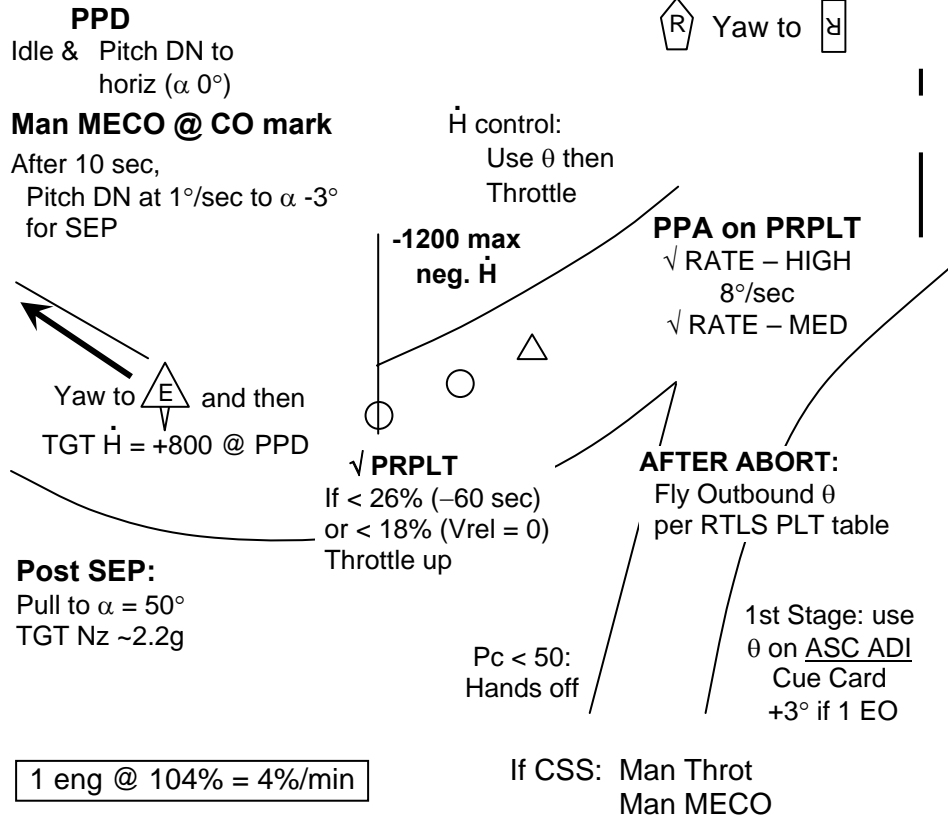 PPD
Idle & Pitch DN to
horiz (α 0°)
Man MECO @ CO mark
After 10 sec,
Pitch DN at 1°/sec to α -3°
for SEP
R Yaw to R
Ḣ control:
Use θ then
Throttle
-1200 max
neg. Ḣ
PPA on PRPLT
√ RATE – HIGH
8°/sec
√ RATE – MED
Yaw to E and then
TGT Ḣ = +800 @ PPD
√ PRPLT
If < 26% (–60 sec)
or < 18% (Vrel = 0)
Throttle up
AFTER ABORT:
Fly Outbound θ
per RTLS PLT table
Post SEP:
Pull to α = 50°
TGT Nz ~2.2g
Pc < 50:
Hands off
1st Stage: use
θ on ASC ADI
Cue Card
+3° if 1 EO
1 eng @ 104% = 4%/min
If CSS: Man Throt
Man MECO